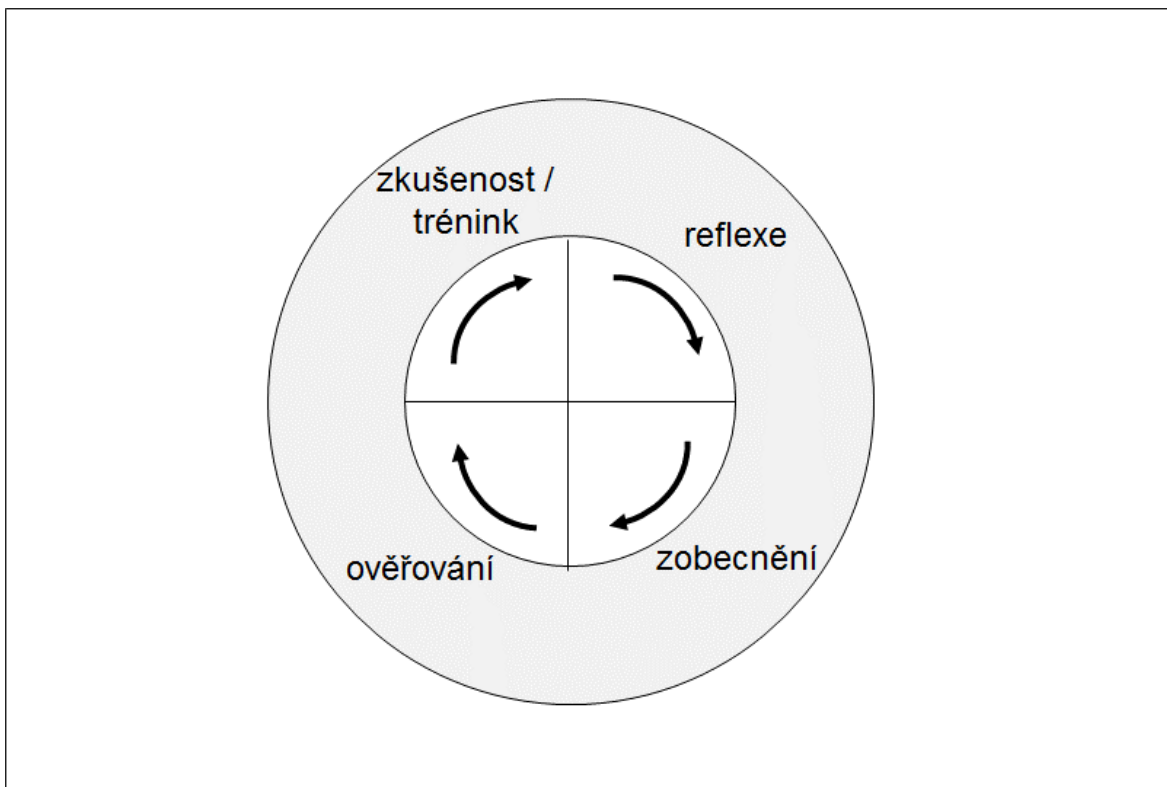 zkušenost /
trénink
reflexe
zobecnění
ověřování